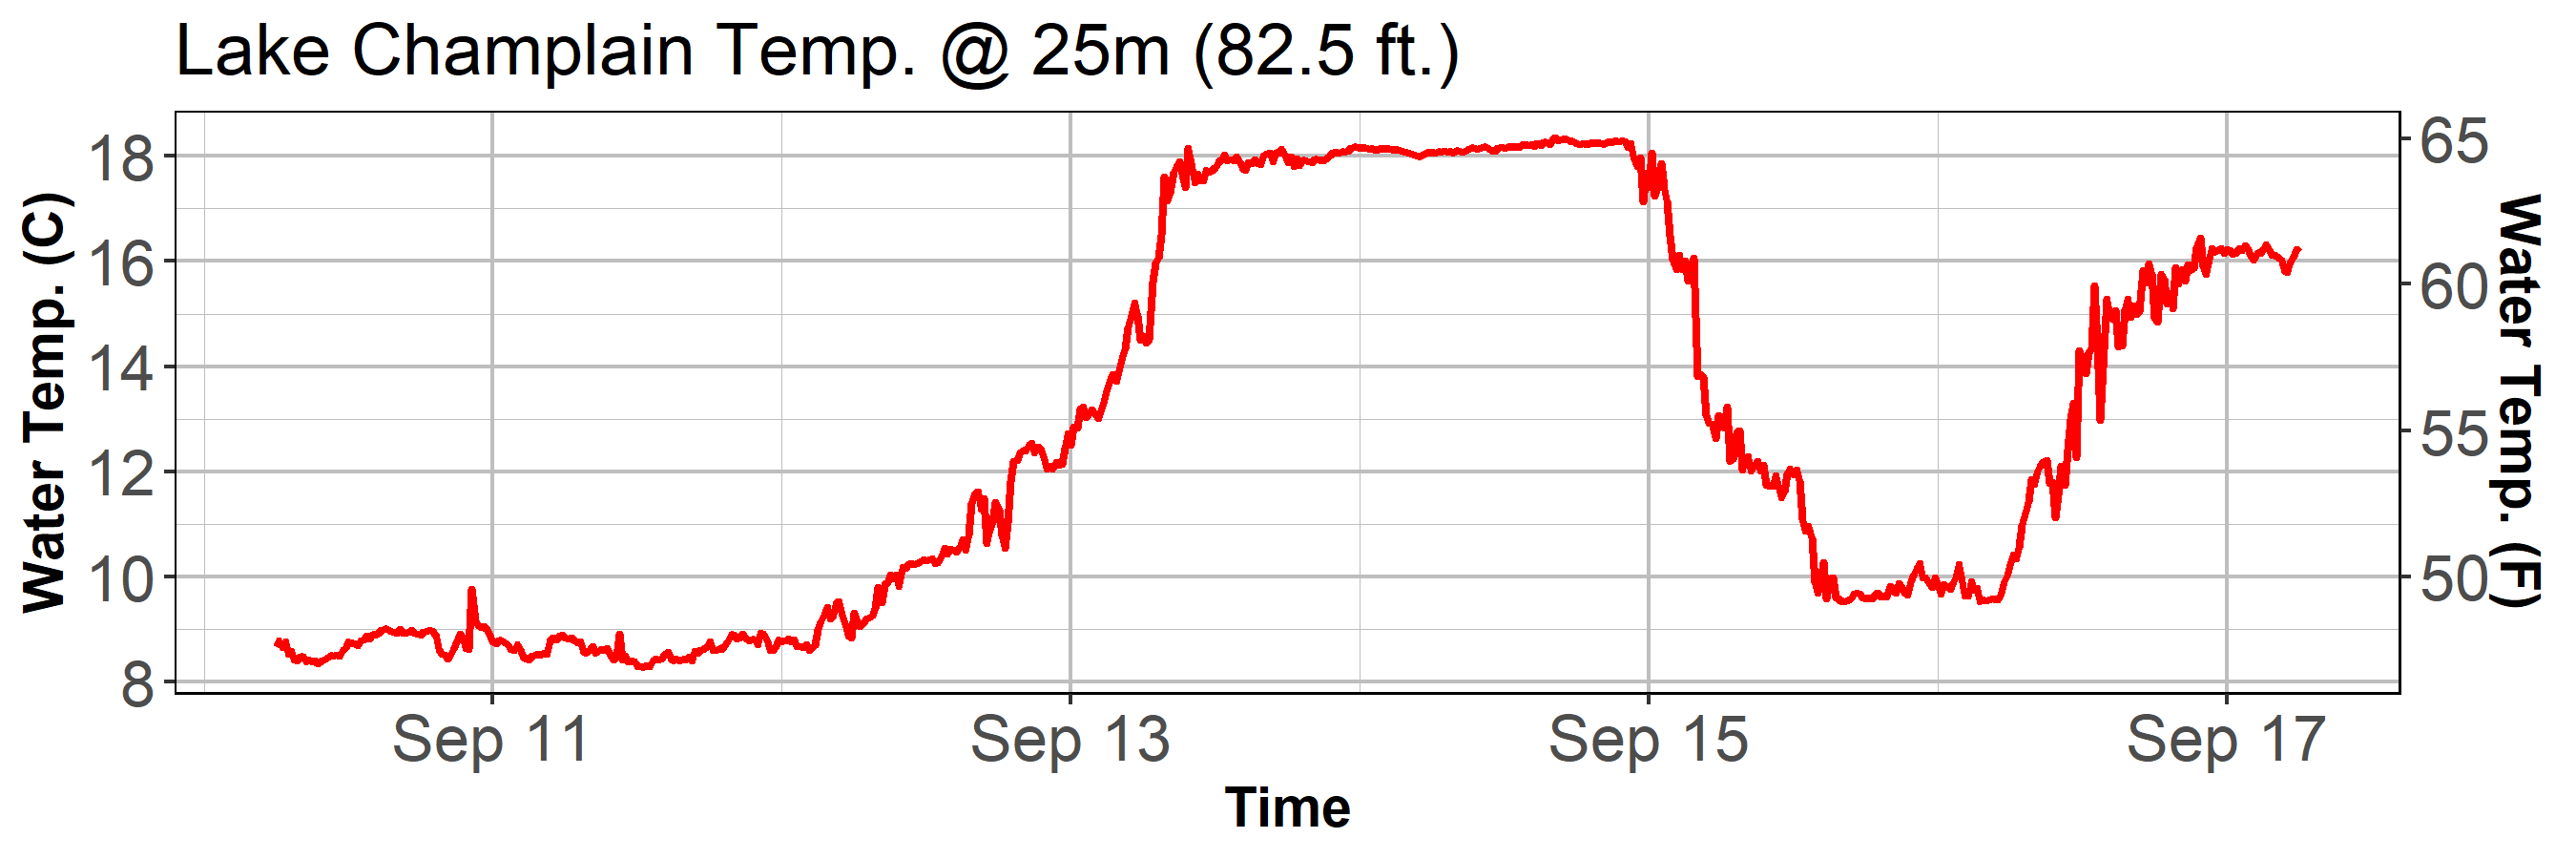 Lake Champlain Temp. @ 25m (82.5 ft.)
Water Temp. (C)
18
16
14
12
10
8
65
60
55
50
Water Temp. (F)
Sep 11
Sep 13
Sep 15
Sep 17
Time